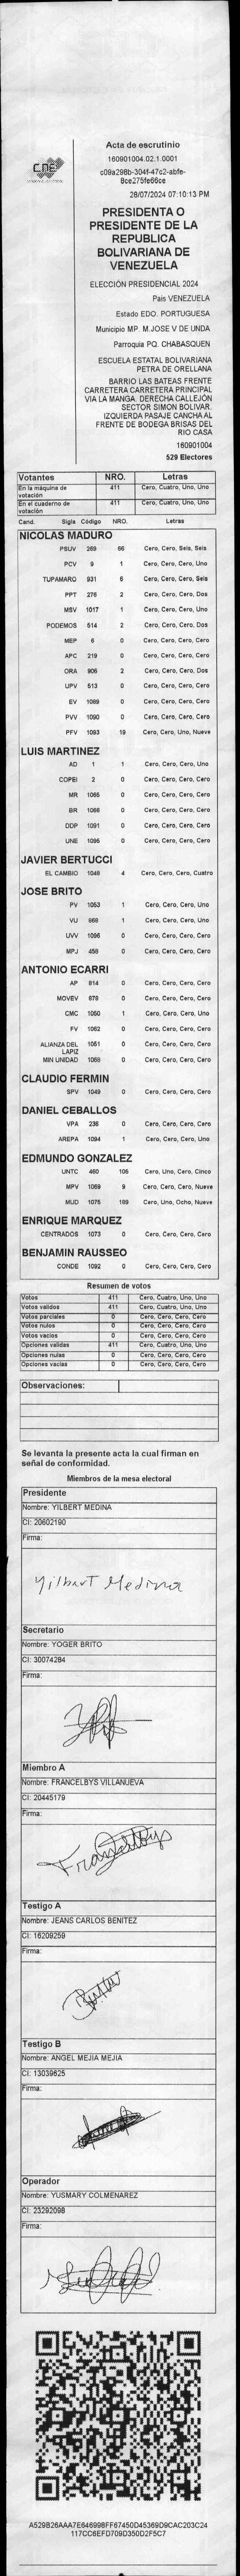 CNE
Acta de escrutinio
160901004.02.1.0001
c09a298b-304f-47c2-abfe-
8ce275fe66ce
28/07/2024 07:10:13 PM
PRESIDENTA O
PRESIDENTE DE LA
REPUBLICA
BOLIVARIANA DE
VENEZUELA
ELECCIÓN PRESIDENCIAL 2024
Pais VENEZUELA
Estado EDO. PORTUGUESA
Municipio MP. M.JOSE V DE UNDA
Parroquia PQ. CHABASQUEN
ESCUELA ESTATAL BOLIVARIANA
PETRA DE ORELLANA
BARRIO LAS BATEAS FRENTE
CARRETERA CARRETERA PRINCIPAL
VIA LA MANGA. DERECHA CALLEJÓN
SECTOR SIMON BOLIVAR.
IZQUIERDA PASAJE CANCHA AL
FRENTE DE BODEGA BRISAS DEL
RIO CASA
160901004
529 Electores
Votantes NRO. Letras
En la máquina de votación 411 Cero, Cuatro, Uno, Uno
En el cuaderno de votación 411 Cero, Cuatro, Uno, Uno
Cand. Sigla Código NRO. Letras
NICOLAS MADURO
PSUV 269 66 Cero, Cero, Seis, Seis
PCV 9 1 Cero, Cero, Cero, Uno
TUPAMARO 931 6 Cero, Cero, Cero, Seis
PPT 276 2 Cero, Cero, Cero, Dos
MSV 1017 1 Cero, Cero, Cero, Uno
PODEMOS 514 2 Cero, Cero, Cero, Dos
MEP 6 0 Cero, Cero, Cero, Cero
APC 219 0 Cero, Cero, Cero, Cero
ORA 906 2 Cero, Cero, Cero, Dos
UPV 513 0 Cero, Cero, Cero, Cero
EV 1089 0 Cero, Cero, Cero, Cero
PVV 1090 0 Cero, Cero, Cero, Cero
PFV 1093 19 Cero, Cero, Uno, Nueve
LUIS MARTINEZ
AD 1 1 Cero, Cero, Cero, Uno
COPEI 2 0 Cero, Cero, Cero, Cero
MR 1065 0 Cero, Cero, Cero, Cero
BR 1066 0 Cero, Cero, Cero, Cero
DDP 1091 0 Cero, Cero, Cero, Cero
UNE 1095 0 Cero, Cero, Cero, Cero
JAVIER BERTUCCI
EL CAMBIO 1048 4 Cero, Cero, Cero, Cuatro
JOSE BRITO
PV 1053 1 Cero, Cero, Cero, Uno
VU 969 1 Cero, Cero, Cero, Uno
UVV 1096 0 Cero, Cero, Cero, Cero
MPJ 458 0 Cero, Cero, Cero, Cero
ANTONIO ECARRI
AP 914 0 Cero, Cero, Cero, Cero
MOVEV 979 0 Cero, Cero, Cero, Cero
CMC 1050 1 Cero, Cero, Cero, Uno
FV 1062 0 Cero, Cero, Cero, Cero
ALIANZA DEL LAPIZ 1051 0 Cero, Cero, Cero, Cero
MIN UNIDAD 1068 0 Cero, Cero, Cero, Cero
CLAUDIO FERMIN
SPV 1049 0 Cero, Cero, Cero, Cero
DANIEL CEBALLOS
VPA 236 0 Cero, Cero, Cero, Cero
AREPA 1094 1 Cero, Cero, Cero, Uno
EDMUNDO GONZALEZ
UNTC 460 105 Cero, Uno, Cero, Cinco
MPV 1069 9 Cero, Cero, Cero, Nueve
MUD 1075 189 Cero, Uno, Ocho, Nueve
ENRIQUE MARQUEZ
CENTRADOS 1073 0 Cero, Cero, Cero, Cero
BENJAMIN RAUSSEO
CONDE 1092 0 Cero, Cero, Cero, Cero
Resumen de votos
Votos 411 Cero, Cuatro, Uno, Uno
Votos validos 411 Cero, Cuatro, Uno, Uno
Votos parciales 0 Cero, Cero, Cero, Cero
Votos nulos 0 Cero, Cero, Cero, Cero
Votos vacios 0 Cero, Cero, Cero, Cero
Opciones validas 411 Cero, Cuatro, Uno, Uno
Opciones nulas 0 Cero, Cero, Cero, Cero
Opciones vacias 0 Cero, Cero, Cero, Cero
Observaciones:
Se levanta la presente acta la cual firman en
señal de conformidad.
Miembros de la mesa electoral
Presidente
Nombre: YILBERT MEDINA
CI: 20602190
Firma:
Yilbert Medina
Secretario
Nombre: YOGER BRITO
CI: 30074284
Firma:
Miembro A
Nombre: FRANCELBYS VILLANUEVA
CI: 20445179
Firma:
Francelbys
Testigo A
Nombre: JEANS CARLOS BENITEZ
CI: 16209259
Firma:
Testigo B
Nombre: ANGEL MEJIA MEJIA
CI: 13039625
Firma:
Operador
Nombre: YUSMARY COLMENAREZ
CI: 23292098
Firma:
A529B26AAA7E646998FF67450D45369D9CAC203C24
117CC6EFD709D350D2F5C7